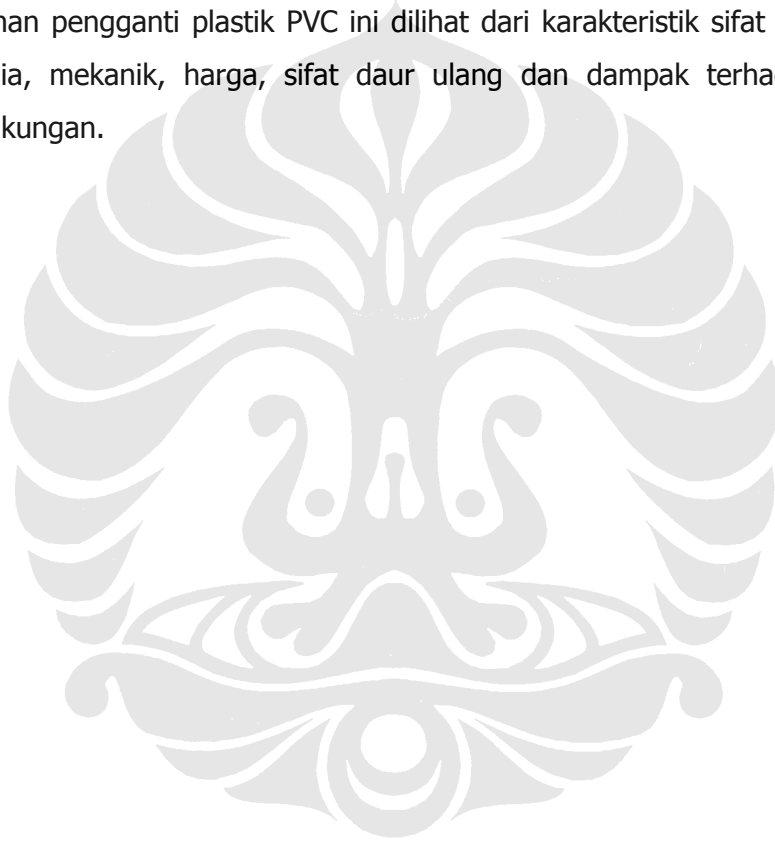 nan pengganti plastik PVC ini dilihat dari karakteristik sifat
ia, mekanik, harga, sifat daur ulang dan dampak terha
kungan.